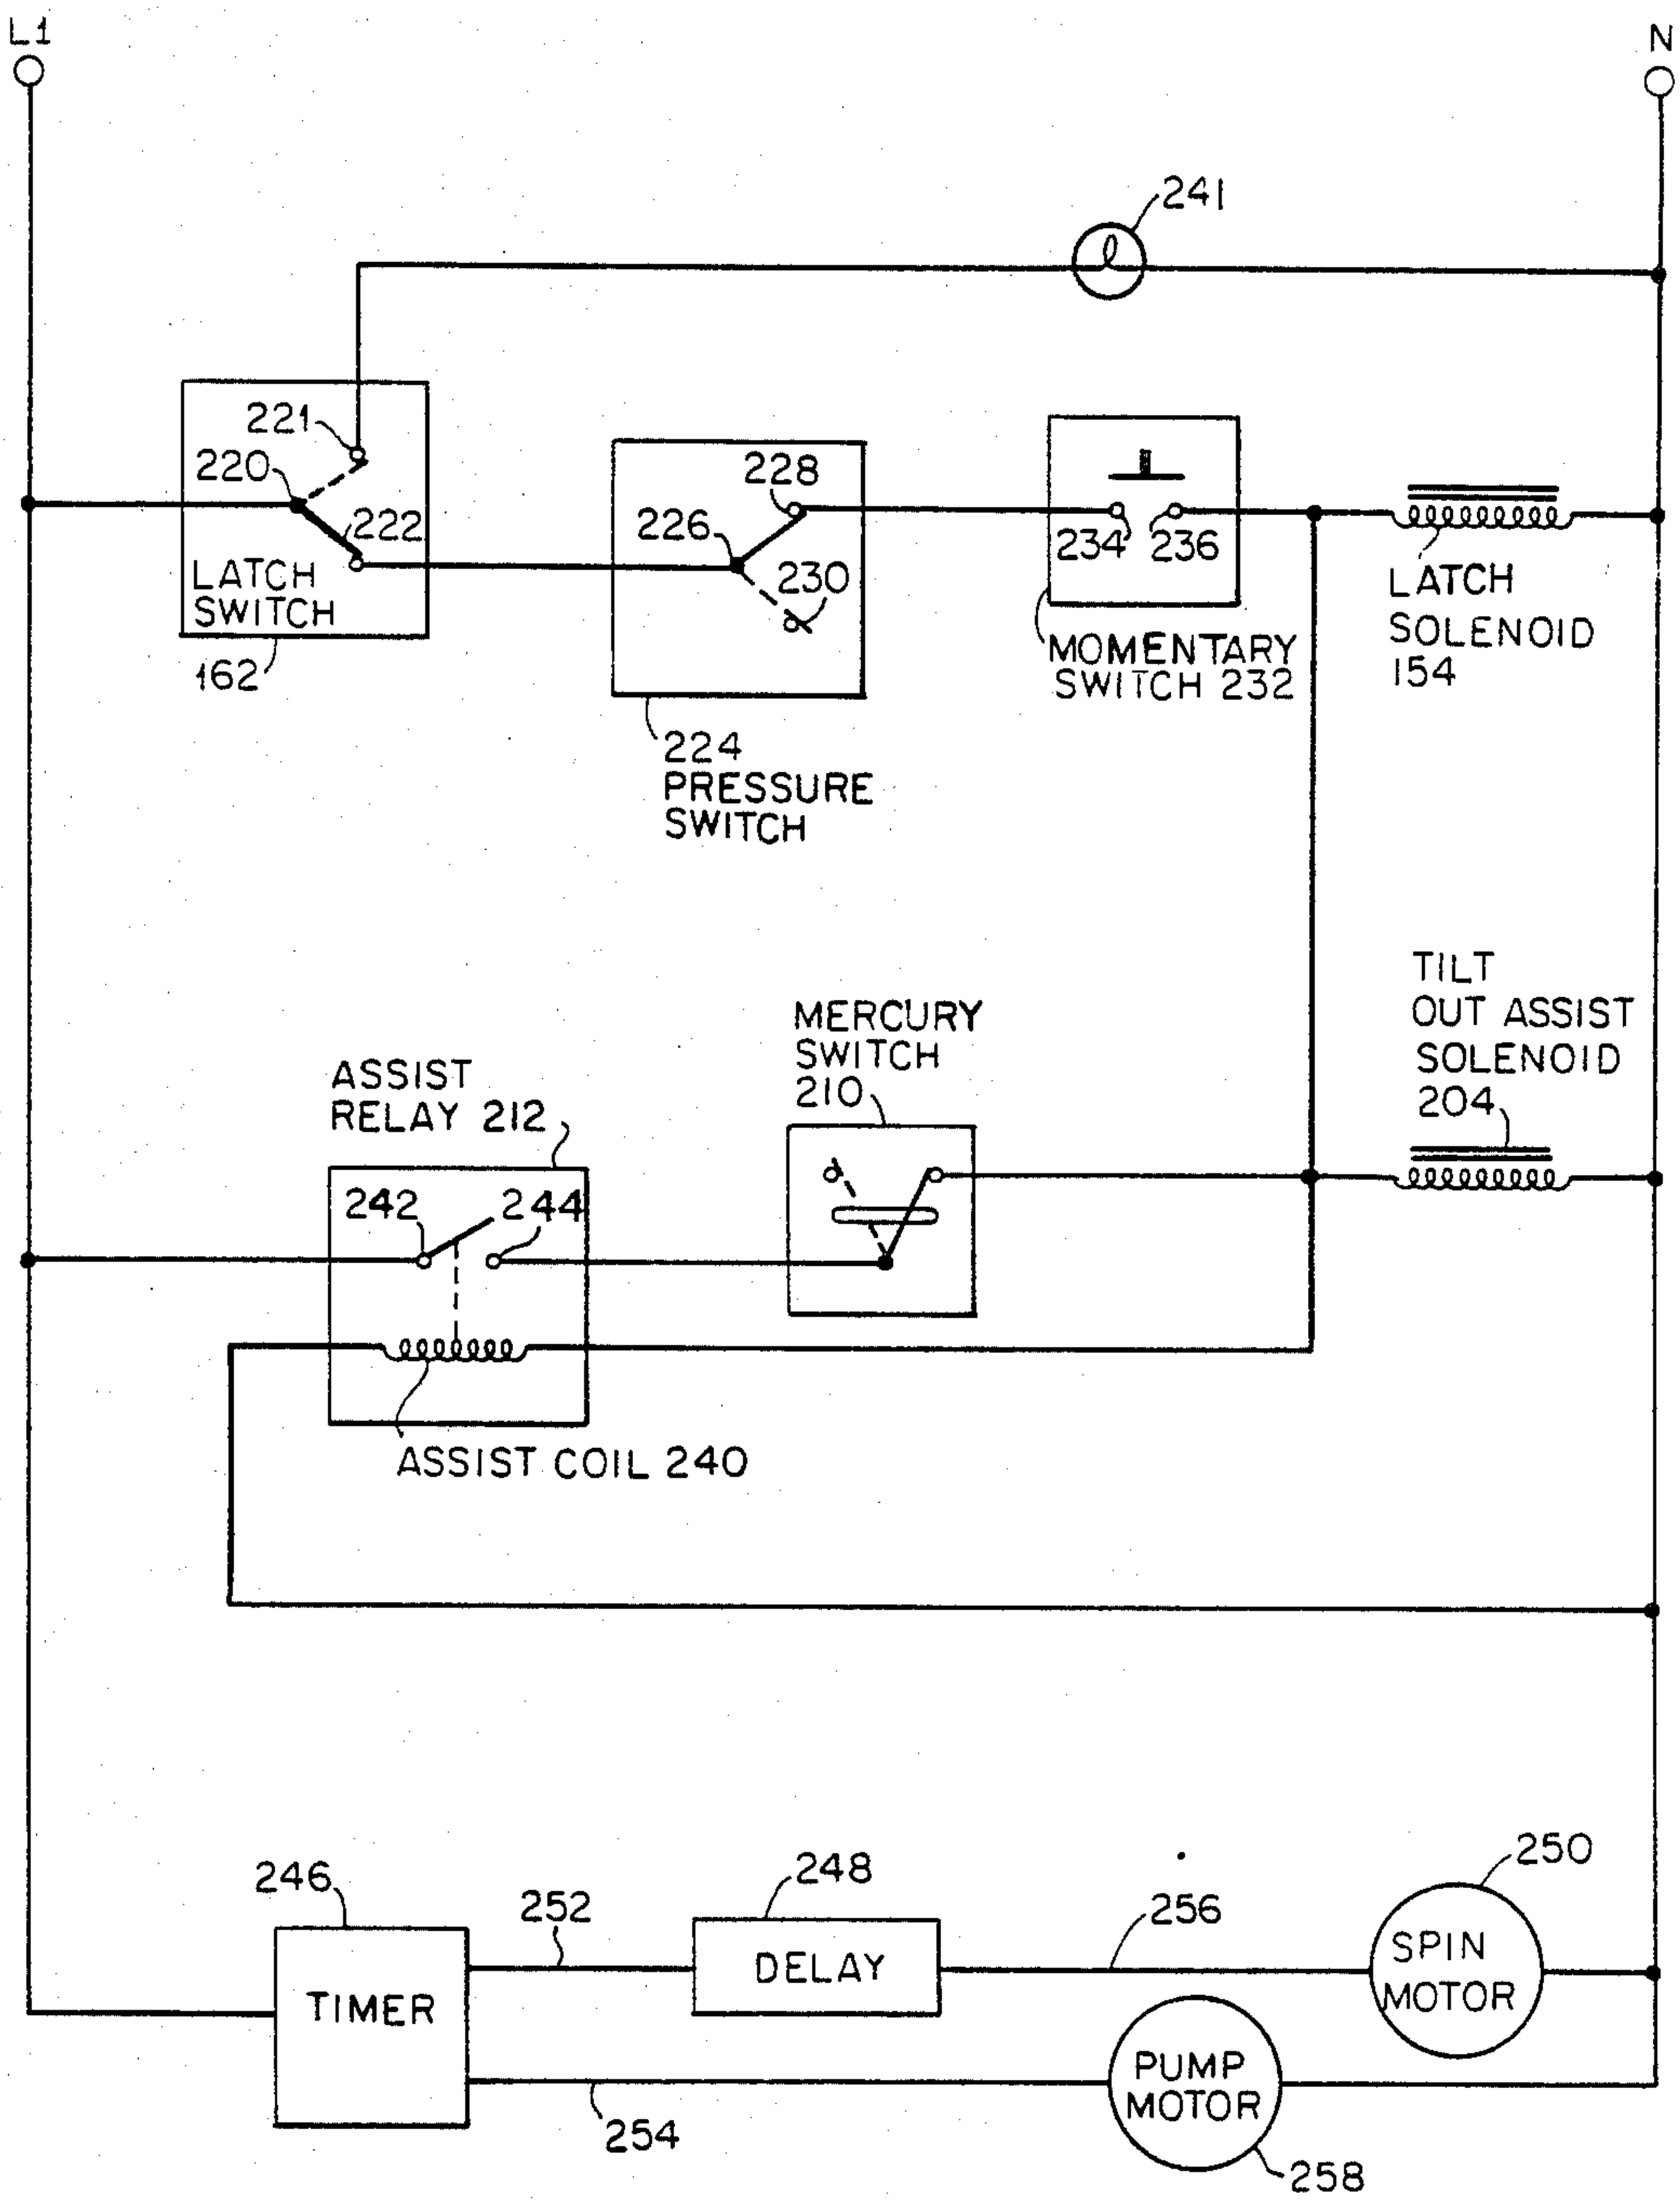 L1
N
241
221
220
222
LATCH
SWITCH
162
228
226
230
224
PRESSURE
SWITCH
234
236
MOMENTARY
SWITCH 232
LATCH
SOLENOID
154
TILT
OUT ASSIST
SOLENOID
204
MERCURY
SWITCH
210
ASSIST
RELAY 212
242
244
ASSIST COIL 240
246
252
248
256
250
TIMER
DELAY
SPIN
MOTOR
PUMP
MOTOR
254
258